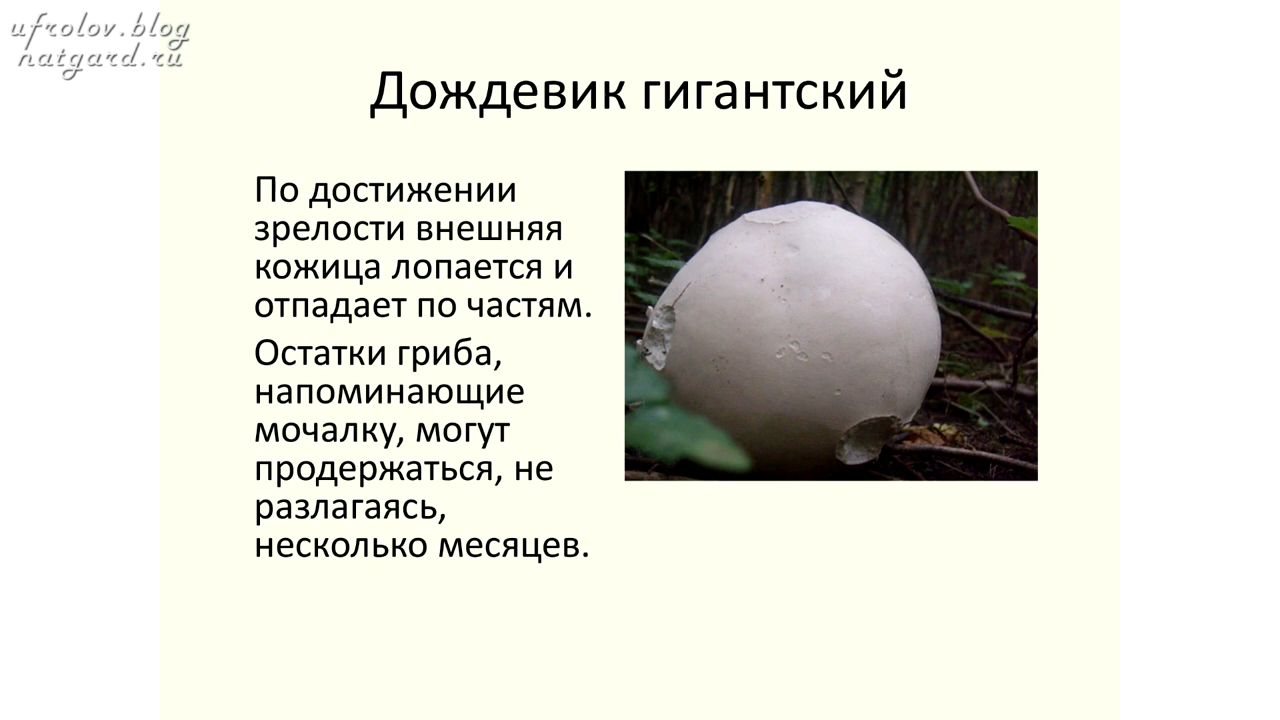 ufrolov.blog
natgard.ru
Дождевик гигантский
По достижении
зрелости внешняя
кожица лопается и
отпадает по частям.
Остатки гриба,
напоминающие
мочалку, могут
продержаться, не
разлагаясь,
несколько месяцев.